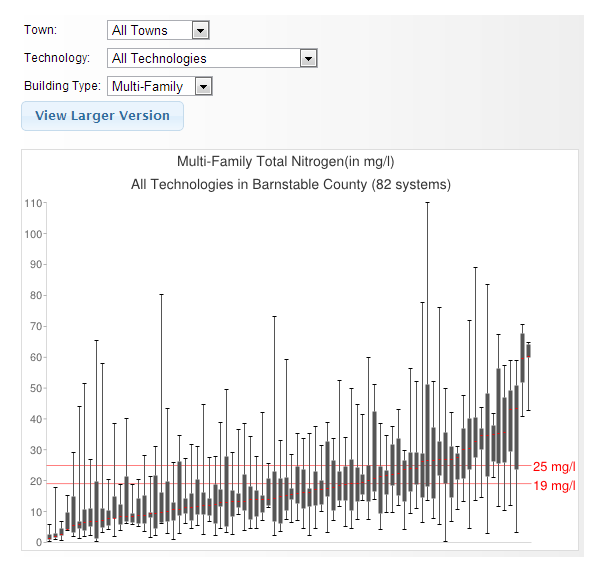 Town: All Towns
Technology: All Technologies
Building Type: Multi-Family
View Larger Version
Multi-Family Total Nitrogen(in mg/l)
All Technologies in Barnstable County (82 systems)
110
100
90
80
70
60
50
40
30
25 mg/l
20
19 mg/l
10
0